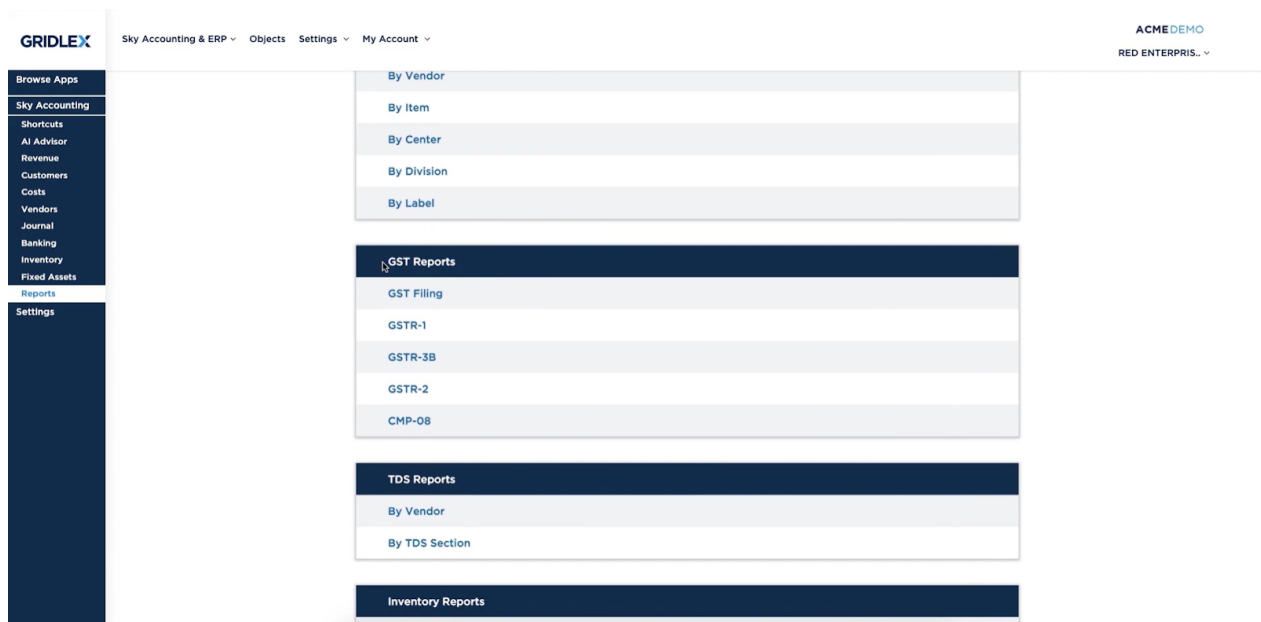 GRIDLEX
Sky Accounting & ERP
Objects
Settings
My Account
ACMEDEMO
RED ENTERPRIS..
Browse Apps
Sky Accounting
Shortcuts
AI Advisor
Revenue
Customers
Costs
Vendors
Journal
Banking
Inventory
Fixed Assets
Reports
Settings
By Vendor
By Item
By Center
By Division
By Label
GST Reports
GST Filing
GSTR-1
GSTR-3B
GSTR-2
CMP-08
TDS Reports
By Vendor
By TDS Section
Inventory Reports